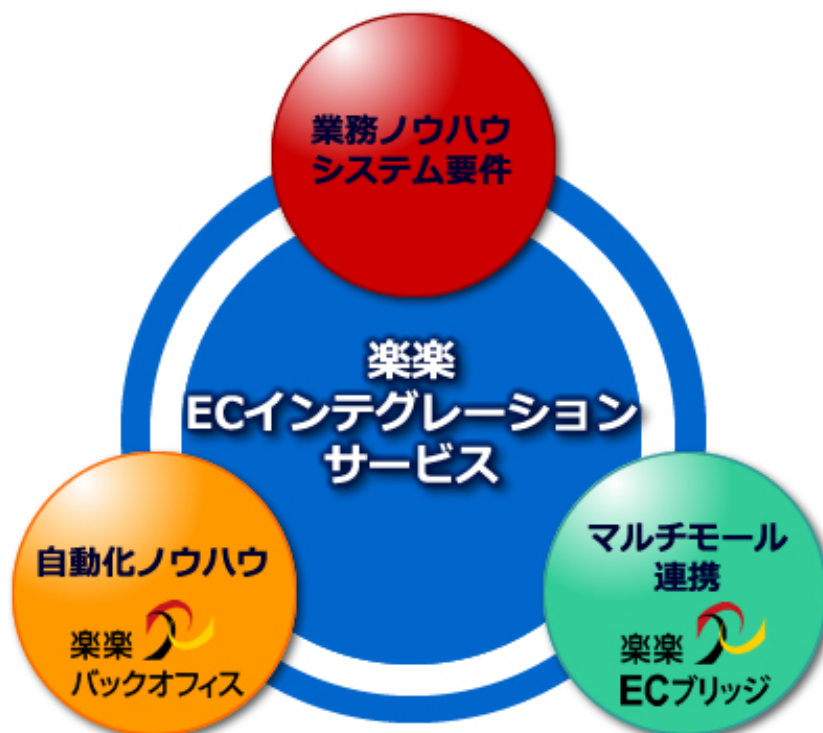 業務ノウハウ
システム要件
楽楽
ECインテグレーション
サービス
自動化ノウハウ
楽楽
バックオフィス
マルチモール
連携
楽楽
ECブリッジ